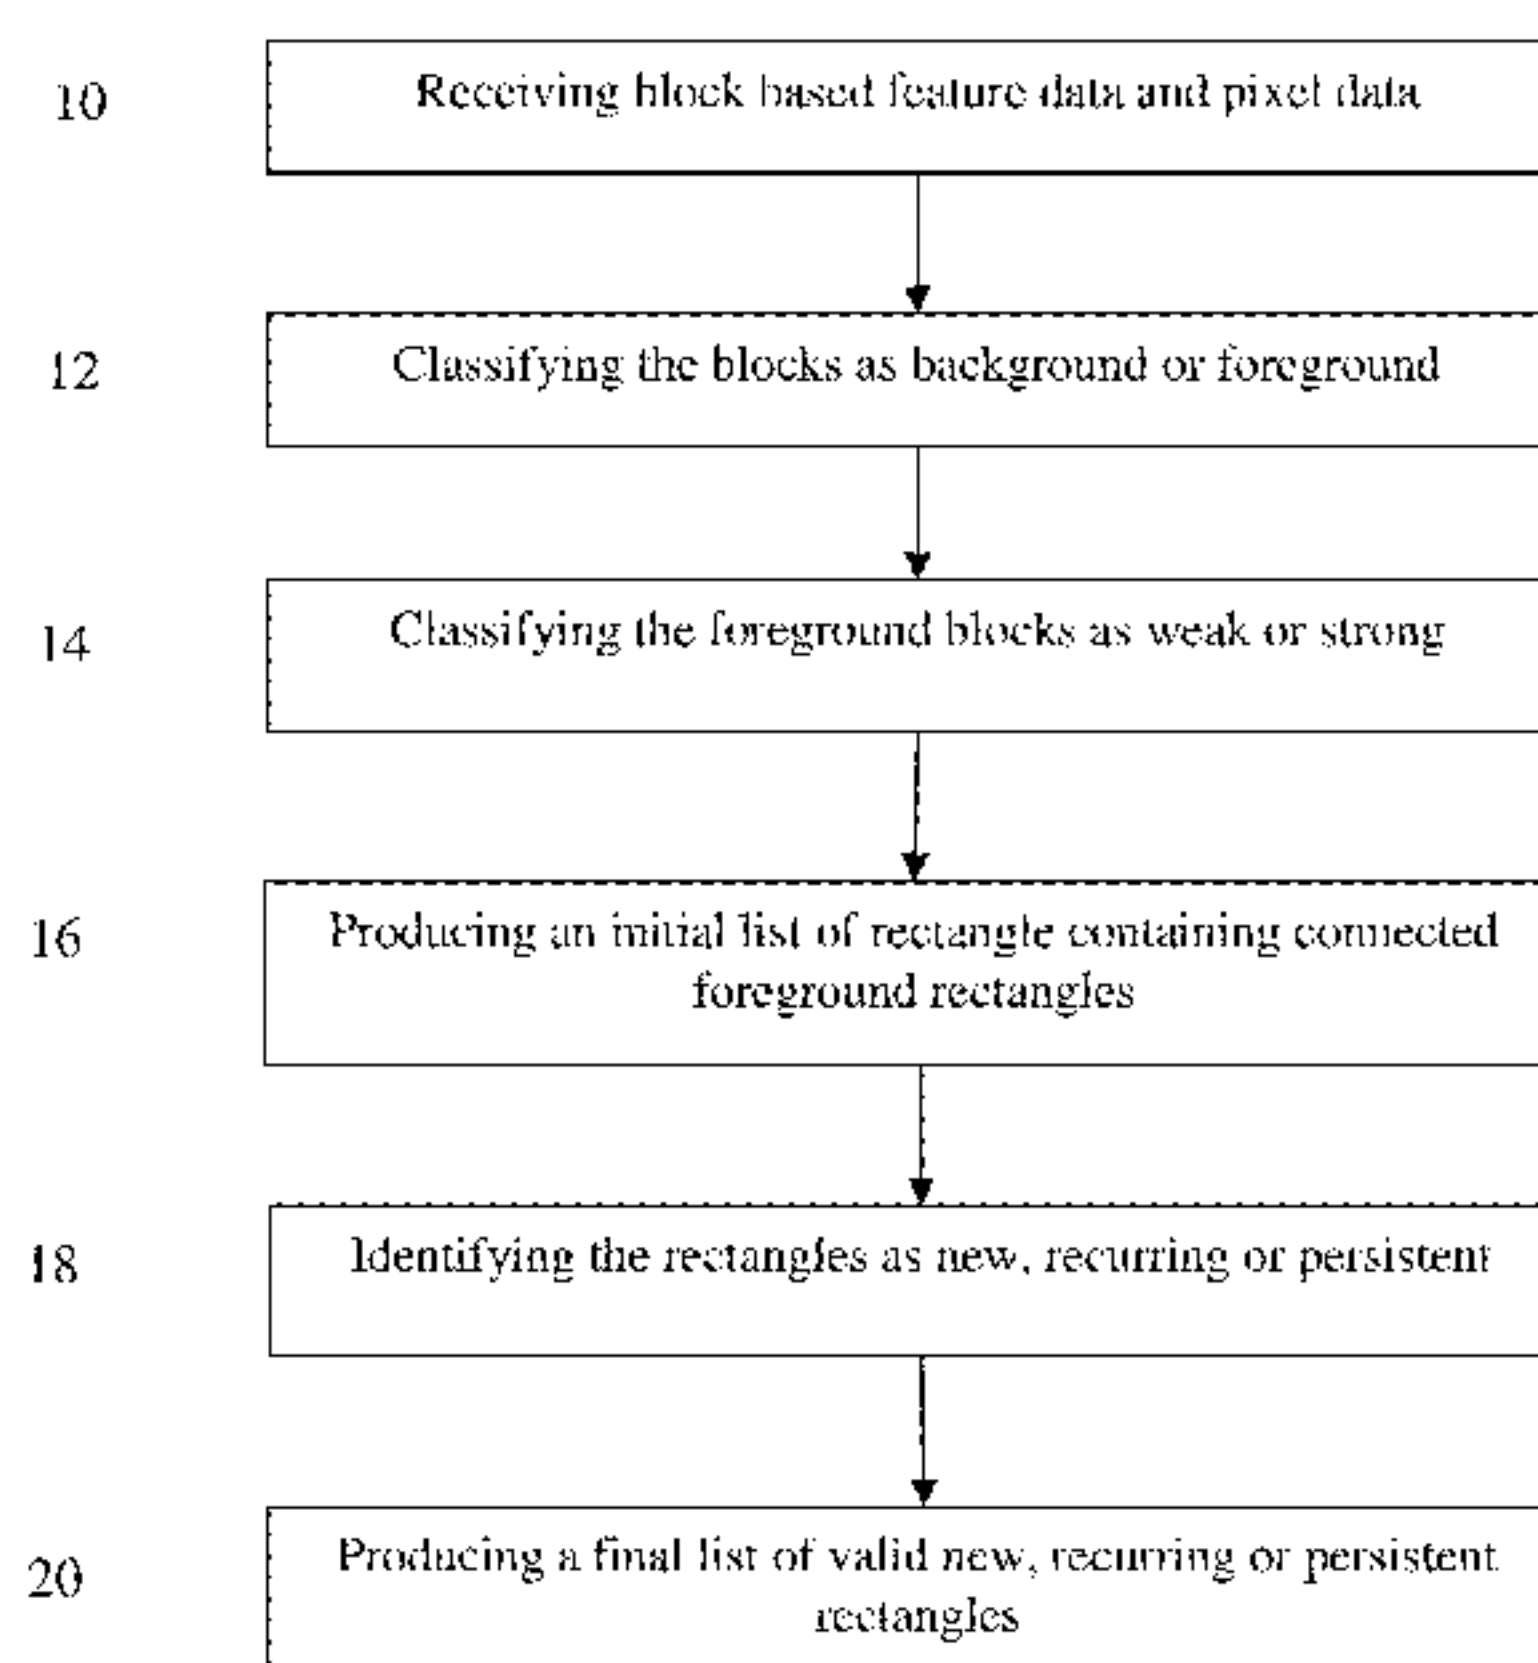 10
Receiving block based feature data and pixel data
12
Classifying the blocks as background or foreground
14
Classifying the foreground blocks as weak or strong
16
Producing an initial list of rectangle containing connected
foreground rectangles
18
Identifying the rectangles as new, recurring or persistent
20
Producing a final list of valid new, recurring or persistent
rectangles